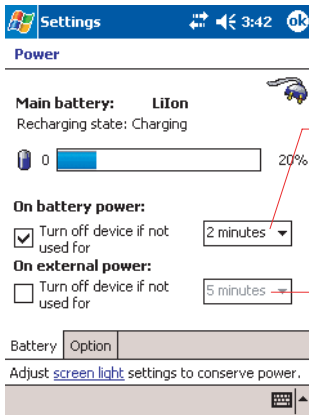 Settings 3:42 ok
Power
Main battery: LiIon
Recharging state: Charging
0 20%
On battery power:
Turn off device if not used for 2 minutes
On external power:
Turn off device if not used for 5 minutes
Battery Option
Adjust screen light settings to conserve power.